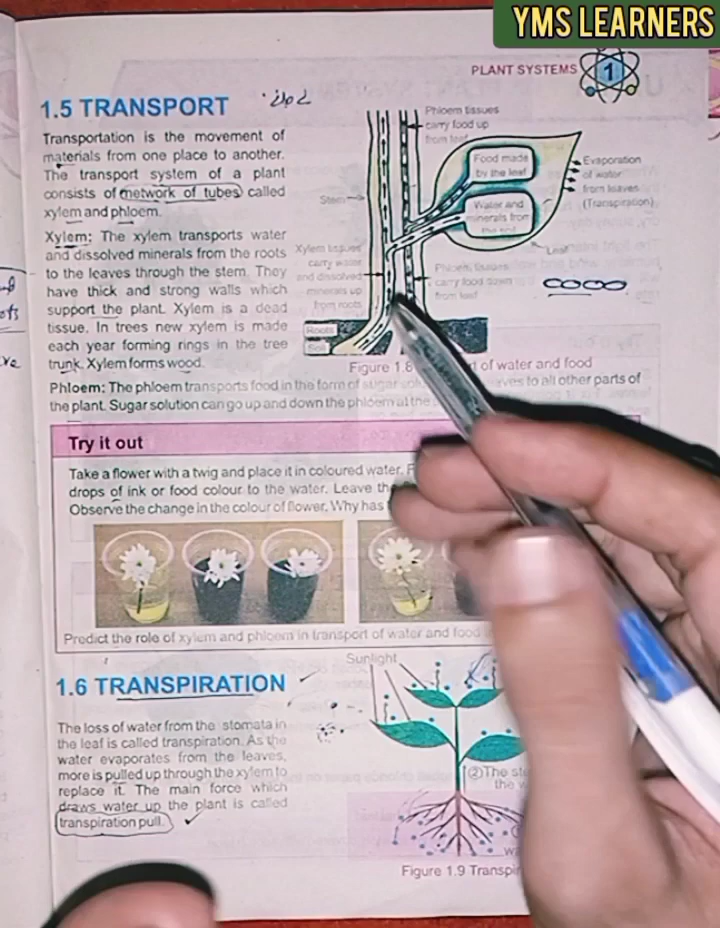 YMS LEARNERS
PLANT SYSTEMS 1
1.5 TRANSPORT
Transportation is the movement of
materials from one place to another.
The transport system of a plant
consists of metwork of tubes called
xylem and phloem.
Xylem: The xylem transports water
and dissolved minerals from the roots
to the leaves through the stem. They
have thick and strong walls which
support the plant. Xylem is a dead
tissue. In trees new xylem is made
each year forming rings in the tree
trunk. Xylem forms wood.
Phloem tissues
carry food up
from leaf
Food made
by the leaf
Evaporation
of water
from leaves
(Transpiration)
Water and
minerals from
the soil
Stem
Leaf
Xylem tissues
carry water
and dissolved
minerals up
from roots
Phloem tissues
carry food down
from leaf
Roots
Soil
Figure 1.8 of water and food
Phloem: The phloem transports food in the form of sugar to all other parts of
the plant. Sugar solution can go up and down the phloem at the
Try it out
Take a flower with a twig and place it in coloured water.
drops of ink or food colour to the water. Leave
Observe the change in the colour of flower. Why has
Predict the role of xylem and phloem in transport of water and food
1.6 TRANSPIRATION
The loss of water from the stomata in
the leaf is called transpiration. As the
water evaporates from the leaves,
more is pulled up through the xylem to
replace it. The main force which
draws water up the plant is called
transpiration pull.
Sunlight
② The
the
Figure 1.9